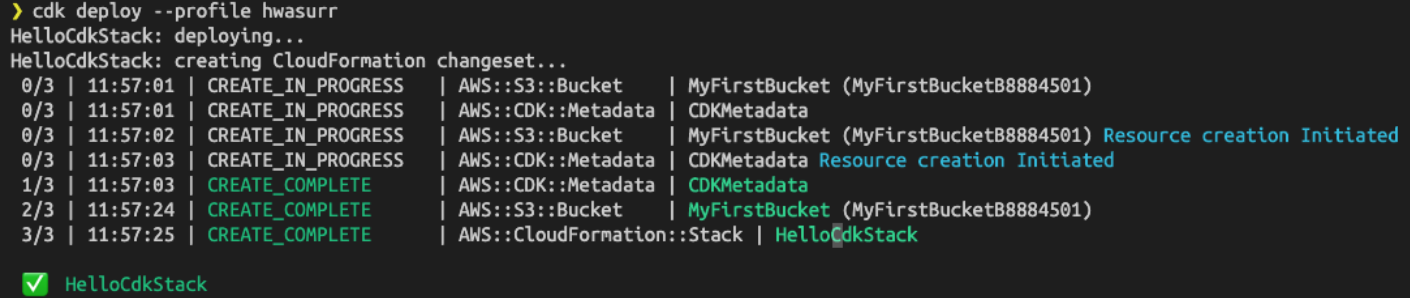 ❯ cdk deploy --profile hwasurr
HelloCdkStack: deploying...
HelloCdkStack: creating CloudFormation changeset...
0/3 | 11:57:01 | CREATE_IN_PROGRESS | AWS::S3::Bucket | MyFirstBucket (MyFirstBucketB8884501)
0/3 | 11:57:01 | CREATE_IN_PROGRESS | AWS::CDK::Metadata | CDKMetadata
0/3 | 11:57:02 | CREATE_IN_PROGRESS | AWS::S3::Bucket | MyFirstBucket (MyFirstBucketB8884501) Resource creation Initiated
0/3 | 11:57:03 | CREATE_IN_PROGRESS | AWS::CDK::Metadata | CDKMetadata Resource creation Initiated
1/3 | 11:57:03 | CREATE_COMPLETE | AWS::CDK::Metadata | CDKMetadata
2/3 | 11:57:24 | CREATE_COMPLETE | AWS::S3::Bucket | MyFirstBucket (MyFirstBucketB8884501)
3/3 | 11:57:25 | CREATE_COMPLETE | AWS::CloudFormation::Stack | HelloCdkStack
✅ HelloCdkStack